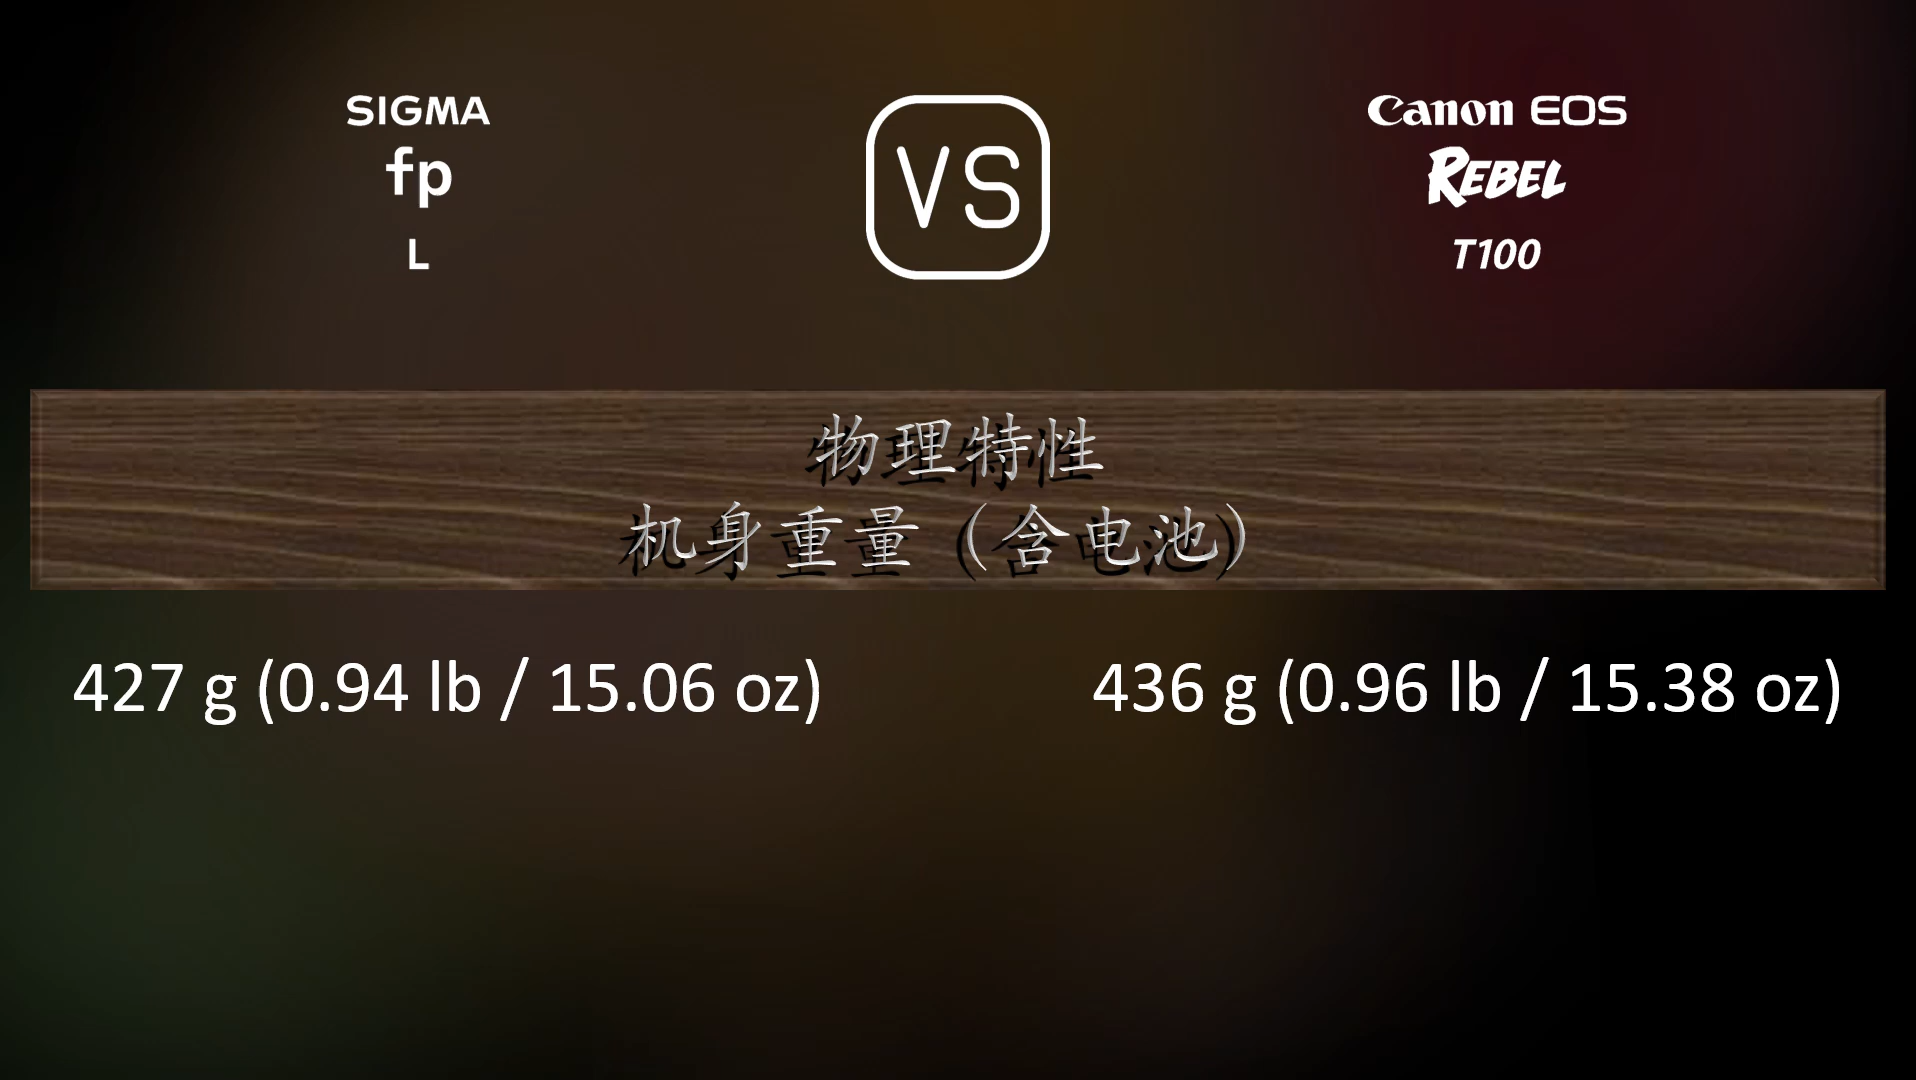 SIGMA
fp
L
VS
Canon EOS
REBEL
T100
物理特性
机身重量（含电池）
427 g (0.94 lb / 15.06 oz)
436 g (0.96 lb / 15.38 oz)